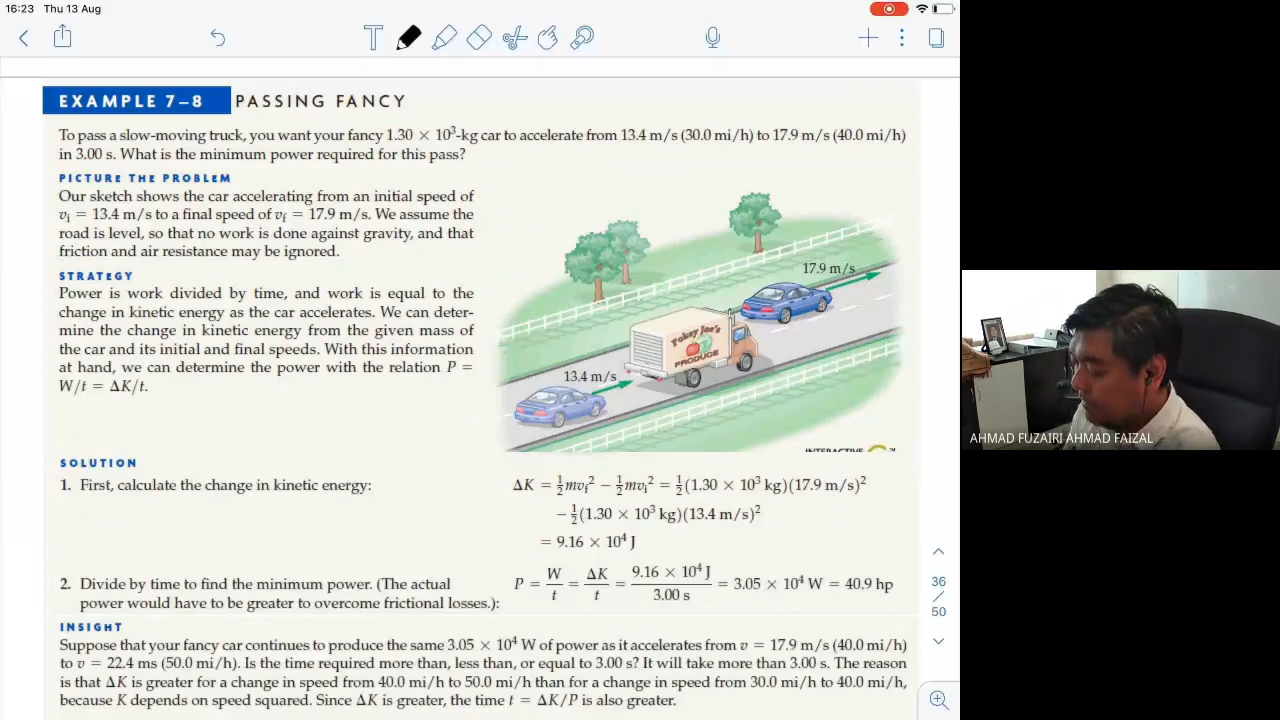 16:23 Thu 13 Aug
EXAMPLE 7–8 PASSING FANCY
To pass a slow-moving truck, you want your fancy 1.30 × 10³-kg car to accelerate from 13.4 m/s (30.0 mi/h) to 17.9 m/s (40.0 mi/h)
in 3.00 s. What is the minimum power required for this pass?
PICTURE THE PROBLEM
Our sketch shows the car accelerating from an initial speed of
vᵢ = 13.4 m/s to a final speed of v_f = 17.9 m/s. We assume the
road is level, so that no work is done against gravity, and that
friction and air resistance may be ignored.
STRATEGY
Power is work divided by time, and work is equal to the
change in kinetic energy as the car accelerates. We can deter-
mine the change in kinetic energy from the given mass of
the car and its initial and final speeds. With this information
at hand, we can determine the power with the relation P =
W/t = ΔK/t.
17.9 m/s
Pokey Joe's
PRODUCE
13.4 m/s
INTERACTIVE ™
SOLUTION
1. First, calculate the change in kinetic energy:
ΔK = ½mv_f² − ½mvᵢ² = ½(1.30 × 10³ kg)(17.9 m/s)²
− ½(1.30 × 10³ kg)(13.4 m/s)²
= 9.16 × 10⁴ J
2. Divide by time to find the minimum power. (The actual
power would have to be greater to overcome frictional losses.):
P = W/t = ΔK/t = 9.16 × 10⁴ J/3.00 s = 3.05 × 10⁴ W = 40.9 hp
INSIGHT
Suppose that your fancy car continues to produce the same 3.05 × 10⁴ W of power as it accelerates from v = 17.9 m/s (40.0 mi/h)
to v = 22.4 ms (50.0 mi/h). Is the time required more than, less than, or equal to 3.00 s? It will take more than 3.00 s. The reason
is that ΔK is greater for a change in speed from 40.0 mi/h to 50.0 mi/h than for a change in speed from 30.0 mi/h to 40.0 mi/h,
because K depends on speed squared. Since ΔK is greater, the time t = ΔK/P is also greater.
36
/
50
AHMAD FUZAIRI AHMAD FAIZAL